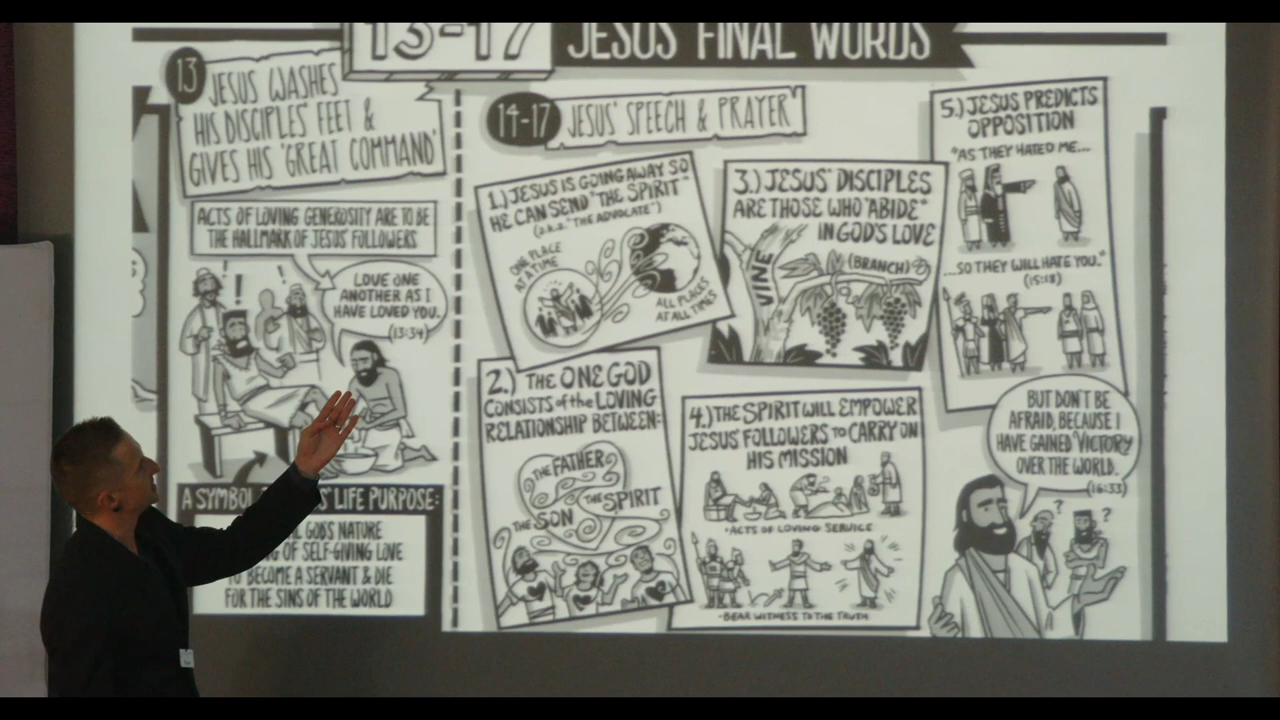 13-17
JESUS FINAL WORDS
13
JESUS WASHES
HIS DISCIPLES' FEET &
GIVES HIS 'GREAT COMMAND'
ACTS OF LOVING GENEROSITY ARE TO BE
THE HALLMARK OF JESUS' FOLLOWERS
! ! !
LOVE ONE
ANOTHER AS I
HAVE LOVED YOU.
(13:34)
A SYMBOL
' LIFE PURPOSE:
GOD'S NATURE
OF SELF-GIVING LOVE
TO BECOME A SERVANT & DIE
FOR THE SINS OF THE WORLD
14-17
JESUS' SPEECH & PRAYER
1.) JESUS IS GOING AWAY SO
HE CAN SEND "THE SPIRIT"
(a.k.a. "THE ADVOCATE")
ONE PLACE
AT A TIME
ALL PLACES
AT ALL TIMES
2.) THE ONE GOD
CONSISTS of the LOVING
RELATIONSHIP BETWEEN:
THE FATHER
THE SPIRIT
THE SON
3.) JESUS' DISCIPLES
ARE THOSE WHO "ABIDE"
IN GOD'S LOVE
VINE
(BRANCH)
4.) THE SPIRIT WILL EMPOWER
JESUS' FOLLOWERS TO CARRY ON
HIS MISSION
•ACTS OF LOVING SERVICE
•BEAR WITNESS TO THE TRUTH
5.) JESUS PREDICTS
OPPOSITION
"AS THEY HATED ME...
...SO THEY WILL HATE YOU."
(15:18)
BUT DON'T BE
AFRAID, BECAUSE I
HAVE GAINED 'VICTORY'
OVER THE WORLD.
(16:33)
? ?